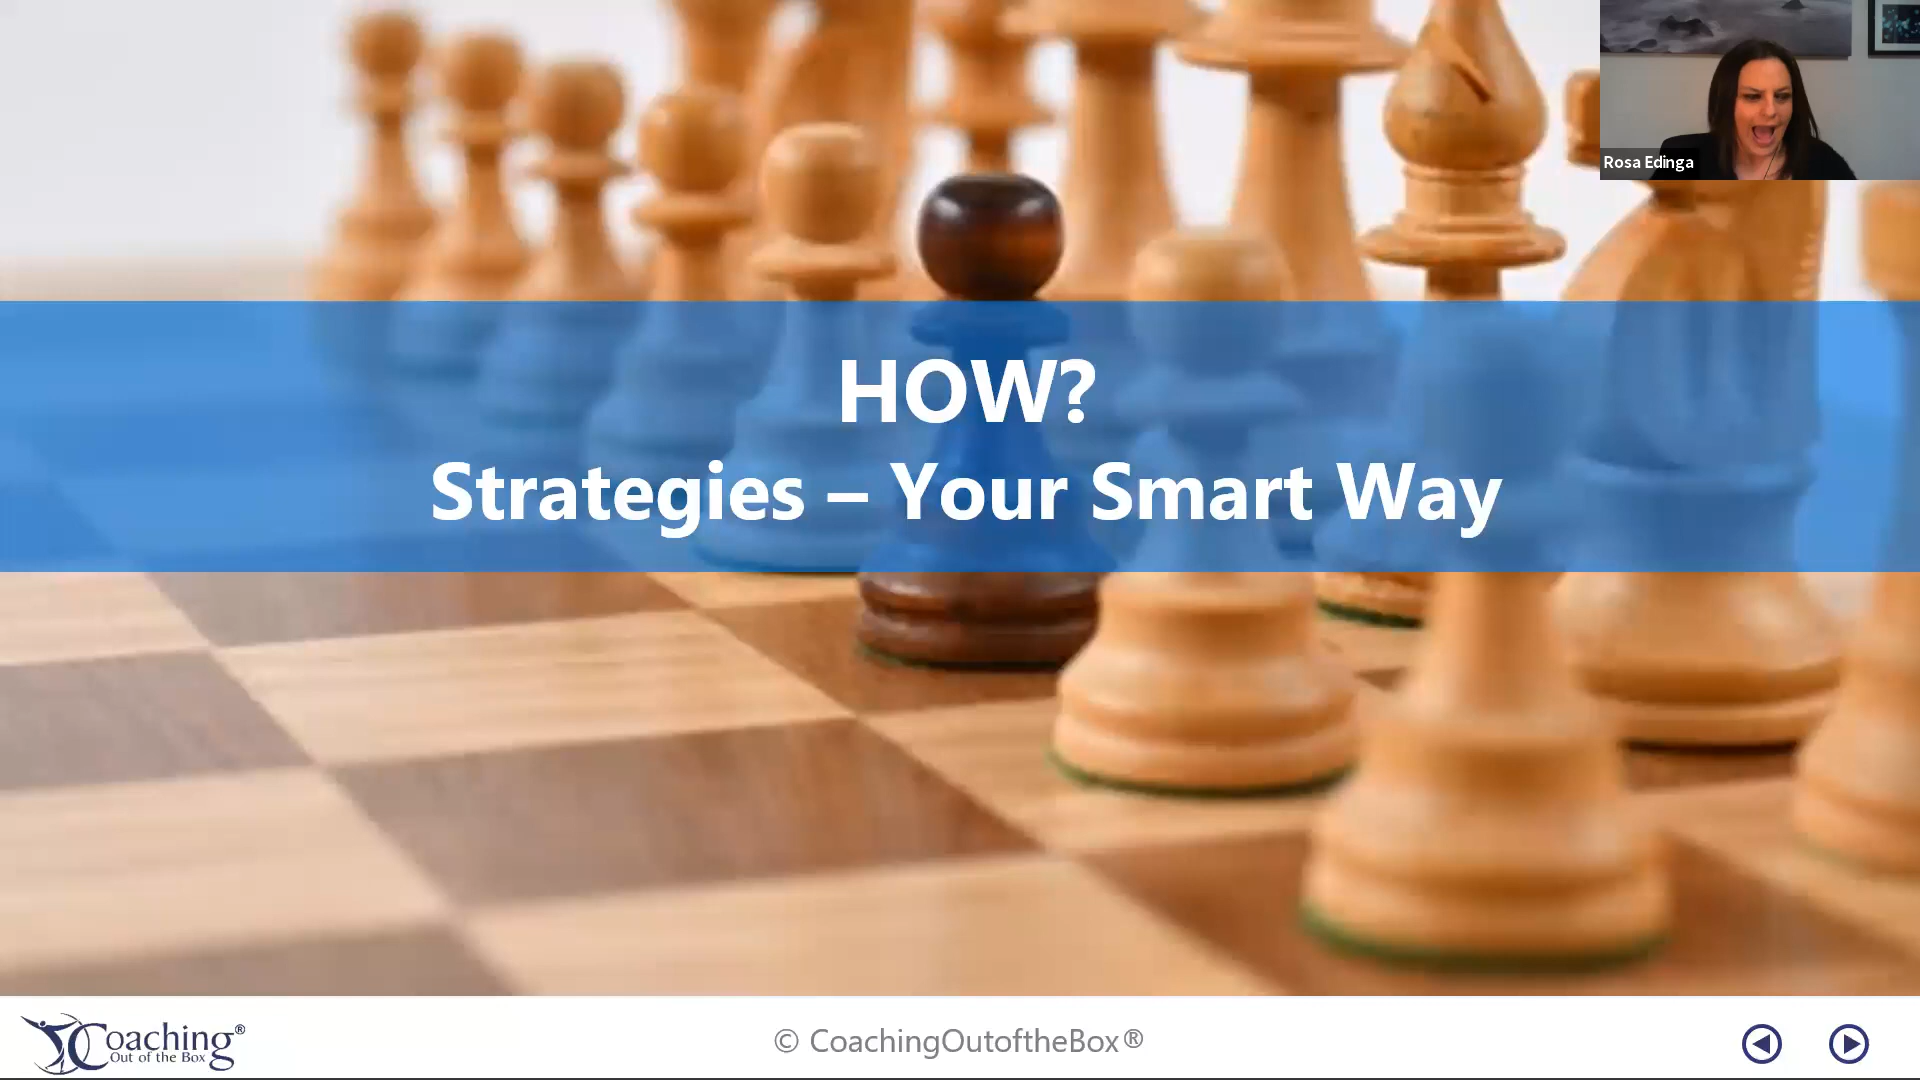 Rosa Edinga
HOW?
Strategies – Your Smart Way
Coaching®
Out of the Box
© CoachingOutoftheBox®